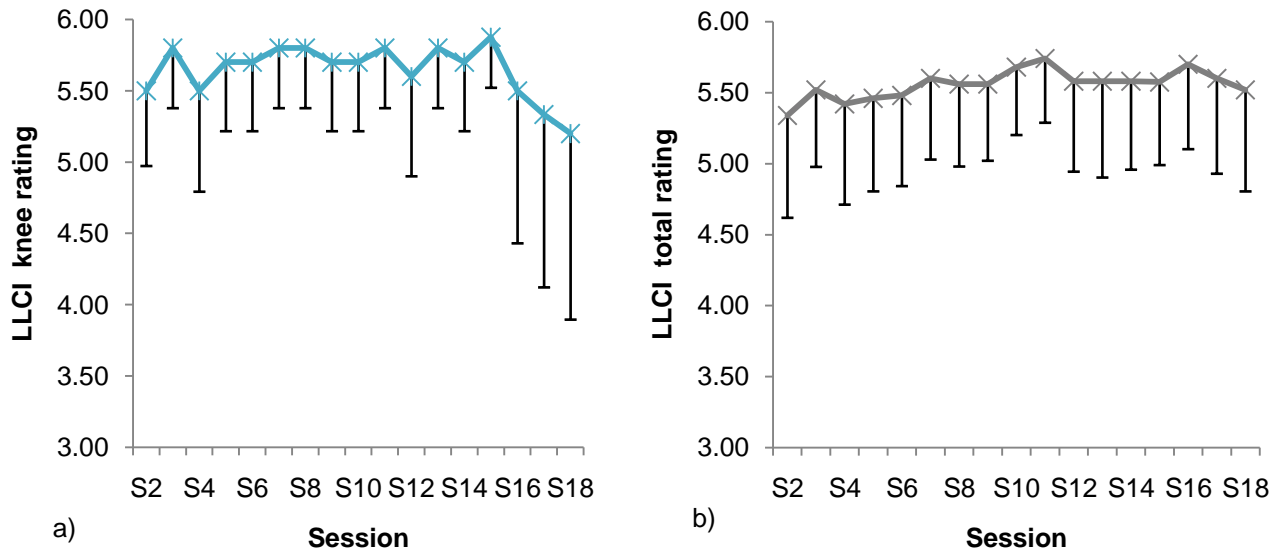 6.00
5.50
5.00
4.50
4.00
3.50
3.00
LLCI knee rating
S2 S4 S6 S8 S10 S12 S14 S16 S18
a)
Session
6.00
5.50
5.00
4.50
4.00
3.50
3.00
LLCI total rating
S2 S4 S6 S8 S10 S12 S14 S16 S18
b)
Session